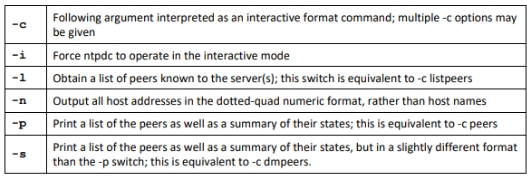 -c Following argument interpreted as an interactive format command; multiple -c options may
be given
-i Force ntpdc to operate in the interactive mode
-l Obtain a list of peers known to the server(s); this switch is equivalent to -c listpeers
-n Output all host addresses in the dotted-quad numeric format, rather than host names
-p Print a list of the peers as well as a summary of their states; this is equivalent to -c peers
-s Print a list of the peers as well as a summary of their states, but in a slightly different format
than the -p switch; this is equivalent to -c dmpeers.